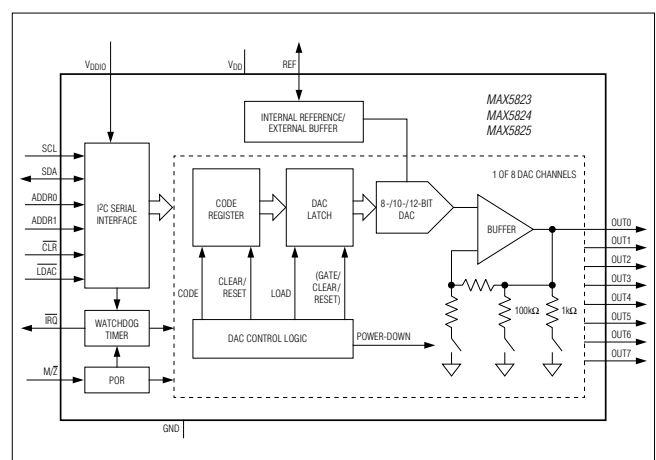 VDDIO
VDD
REF
MAX5823
MAX5824
MAX5825
INTERNAL REFERENCE/
EXTERNAL BUFFER
SCL
SDA
ADDR0
ADDR1
CLR
LDAC
IRQ
M/Z
I2C SERIAL
INTERFACE
WATCHDOG
TIMER
POR
1 OF 8 DAC CHANNELS
CODE
REGISTER
DAC
LATCH
8-/10-/12-BIT
DAC
BUFFER
CODE
CLEAR/
RESET
LOAD
(GATE/
CLEAR/
RESET)
DAC CONTROL LOGIC
POWER-DOWN
100kΩ
1kΩ
OUT0
OUT1
OUT2
OUT3
OUT4
OUT5
OUT6
OUT7
GND